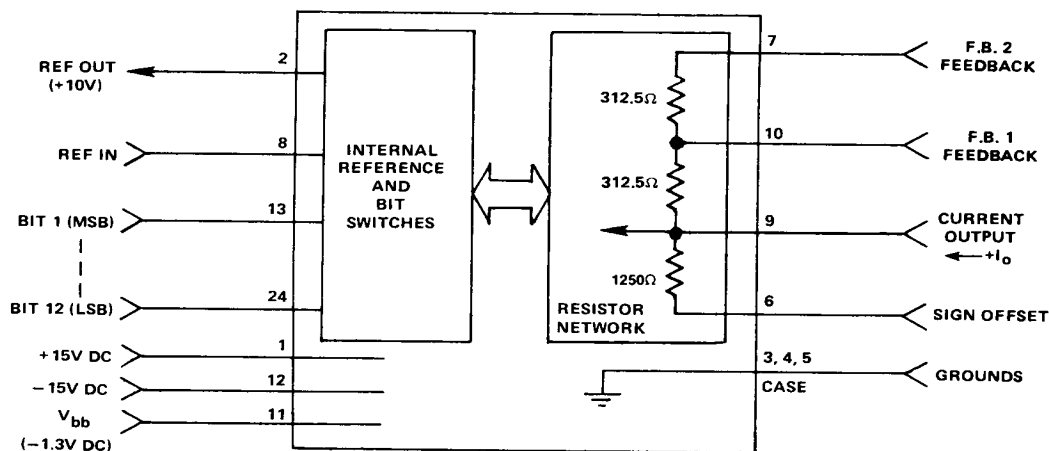 REF OUT
(+10V)
2
REF IN
8
BIT 1 (MSB)
13
BIT 12 (LSB)
24
+15V DC
1
-15V DC
12
Vbb
(-1.3V DC)
11
INTERNAL
REFERENCE
AND
BIT
SWITCHES
312.5Ω
312.5Ω
1250Ω
RESISTOR
NETWORK
7
F.B. 2
FEEDBACK
10
F.B. 1
FEEDBACK
9
CURRENT
OUTPUT
+Io
6
SIGN OFFSET
3, 4, 5
CASE
GROUNDS